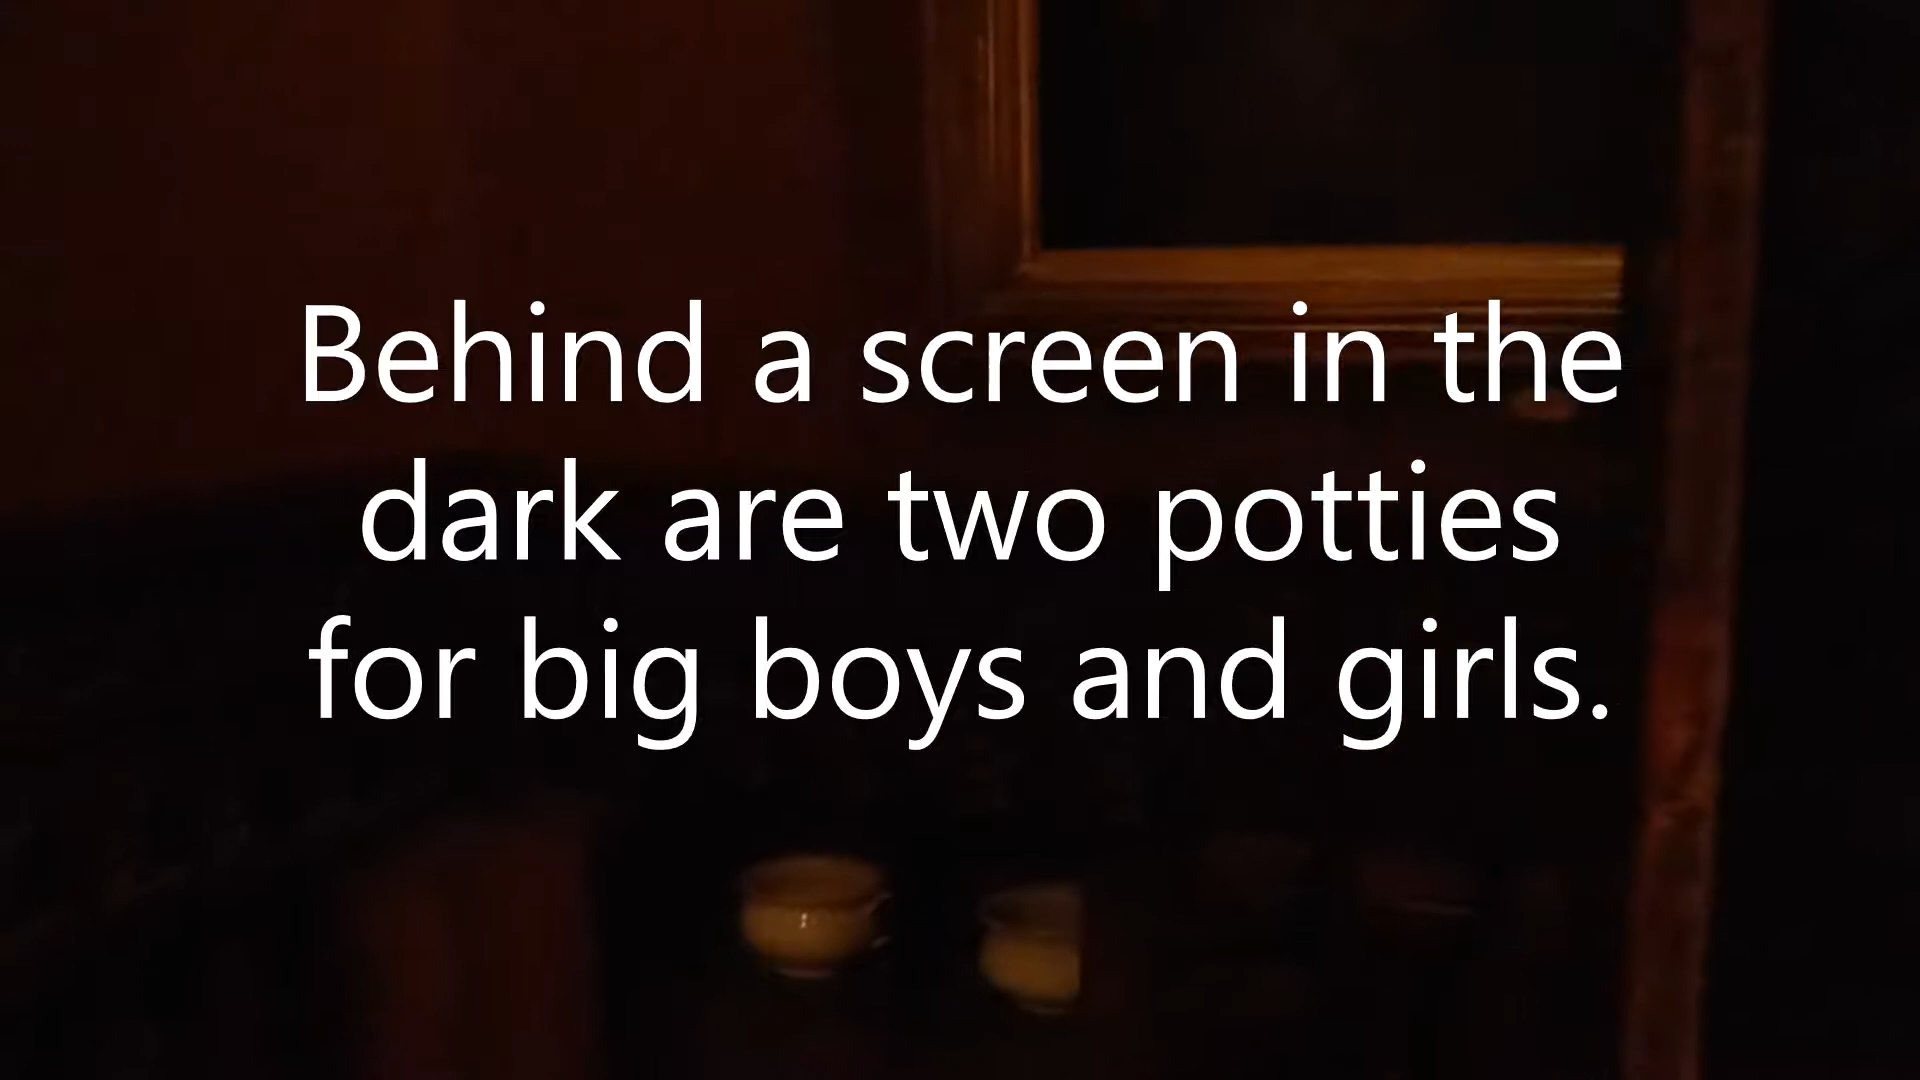 Behind a screen in the
dark are two potties
for big boys and girls.